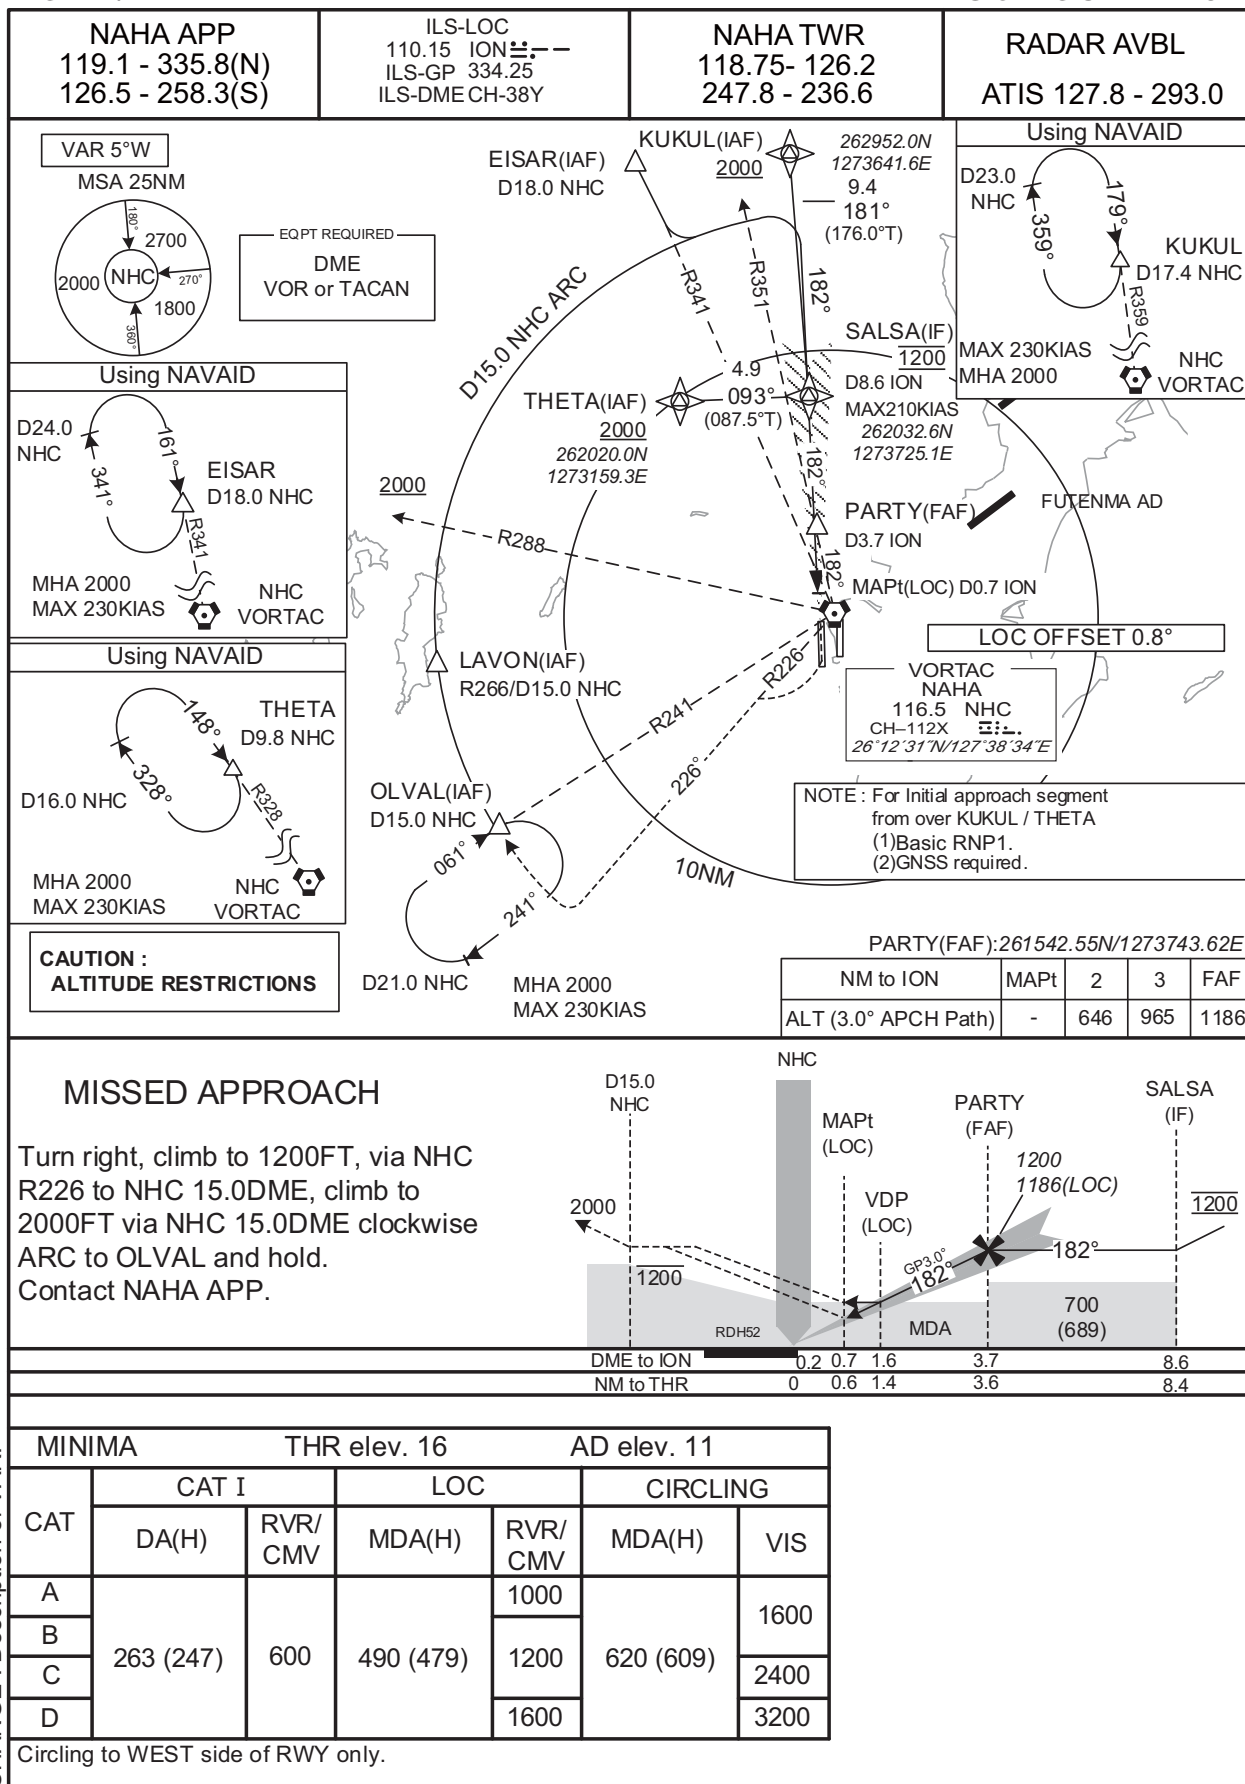 NAHA APP
119.1 - 335.8(N)
126.5 - 258.3(S)
ILS-LOC
110.15 ION
ILS-GP 334.25
ILS-DME CH-38Y
NAHA TWR
118.75- 126.2
247.8 - 236.6
RADAR AVBL
ATIS 127.8 - 293.0
VAR 5°W
MSA 25NM
180°
2700
2000
NHC
270°
1800
360°
EQPT REQUIRED
DME
VOR or TACAN
EISAR(IAF)
D18.0 NHC
KUKUL(IAF)
2000
262952.0N
1273641.6E
9.4
181°
(176.0°T)
Using NAVAID
D23.0
NHC
179°
359°
KUKUL
D17.4 NHC
R359
MAX 230KIAS
MHA 2000
NHC
VORTAC
D15.0 NHC ARC
R341
R351
182°
SALSA(IF)
1200
4.9
093°
(087.5°T)
D8.6 ION
MAX210KIAS
262032.6N
1273725.1E
THETA(IAF)
2000
262020.0N
1273159.3E
182°
Using NAVAID
D24.0
NHC
161°
341°
EISAR
D18.0 NHC
R341
MHA 2000
MAX 230KIAS
NHC
VORTAC
2000
R288
PARTY(FAF)
D3.7 ION
FUTENMA AD
182°
MAPt(LOC) D0.7 ION
LOC OFFSET 0.8°
Using NAVAID
148°
328°
THETA
D9.8 NHC
D16.0 NHC
R328
MHA 2000
MAX 230KIAS
NHC
VORTAC
LAVON(IAF)
R266/D15.0 NHC
R226
R241
226°
VORTAC
NAHA
116.5 NHC
CH–112X
26°12´31˝N/127°38´34˝E
OLVAL(IAF)
D15.0 NHC
061°
241°
D21.0 NHC
MHA 2000
MAX 230KIAS
10NM
NOTE : For Initial approach segment
from over KUKUL / THETA
(1)Basic RNP1.
(2)GNSS required.
CAUTION :
ALTITUDE RESTRICTIONS
PARTY(FAF):261542.55N/1273743.62E
NM to ION MAPt 2 3 FAF
ALT (3.0° APCH Path) - 646 965 1186
MISSED APPROACH
Turn right, climb to 1200FT, via NHC
R226 to NHC 15.0DME, climb to
2000FT via NHC 15.0DME clockwise
ARC to OLVAL and hold.
Contact NAHA APP.
D15.0
NHC
NHC
MAPt
(LOC)
VDP
(LOC)
PARTY
(FAF)
SALSA
(IF)
1200
1186(LOC)
1200
2000
1200
GP3.0°
182°
182°
RDH52
MDA
700
(689)
DME to ION 0.2 0.7 1.6 3.7 8.6
NM to THR 0 0.6 1.4 3.6 8.4
MINIMA THR elev. 16 AD elev. 11
CAT CAT I LOC CIRCLING
DA(H) RVR/CMV MDA(H) RVR/CMV MDA(H) VIS
A 263 (247) 600 490 (479) 1000 620 (609) 1600
B 1200
C 2400
D 1600 3200
Circling to WEST side of RWY only.